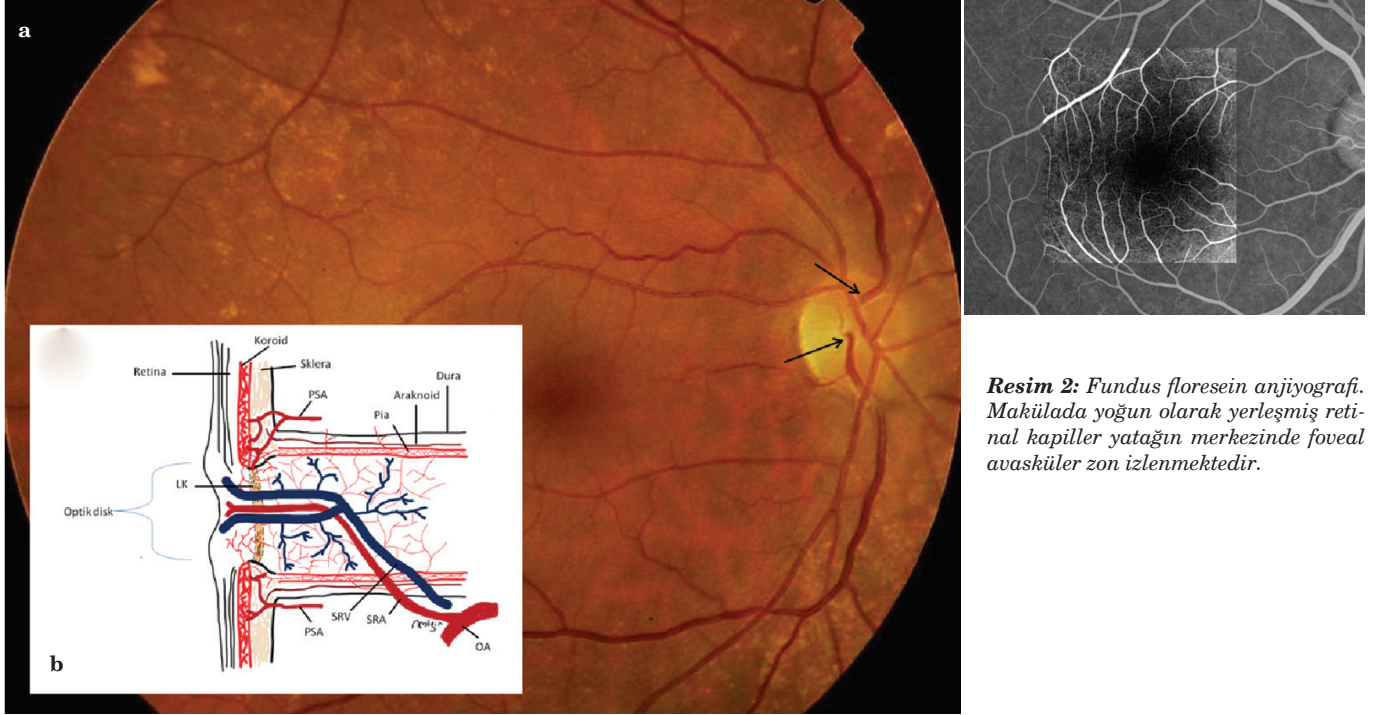 a
Koroid
Sklera
Retina
Dura
Araknoid
PSA
Pia
LK
Optik disk
SRV
SRA
PSA
OA
b
Resim 2: Fundus floresein anjiyografi.
Makülada yoğun olarak yerleşmiş reti-
nal kapiller yatağın merkezinde foveal
avasküler zon izlenmektedir.